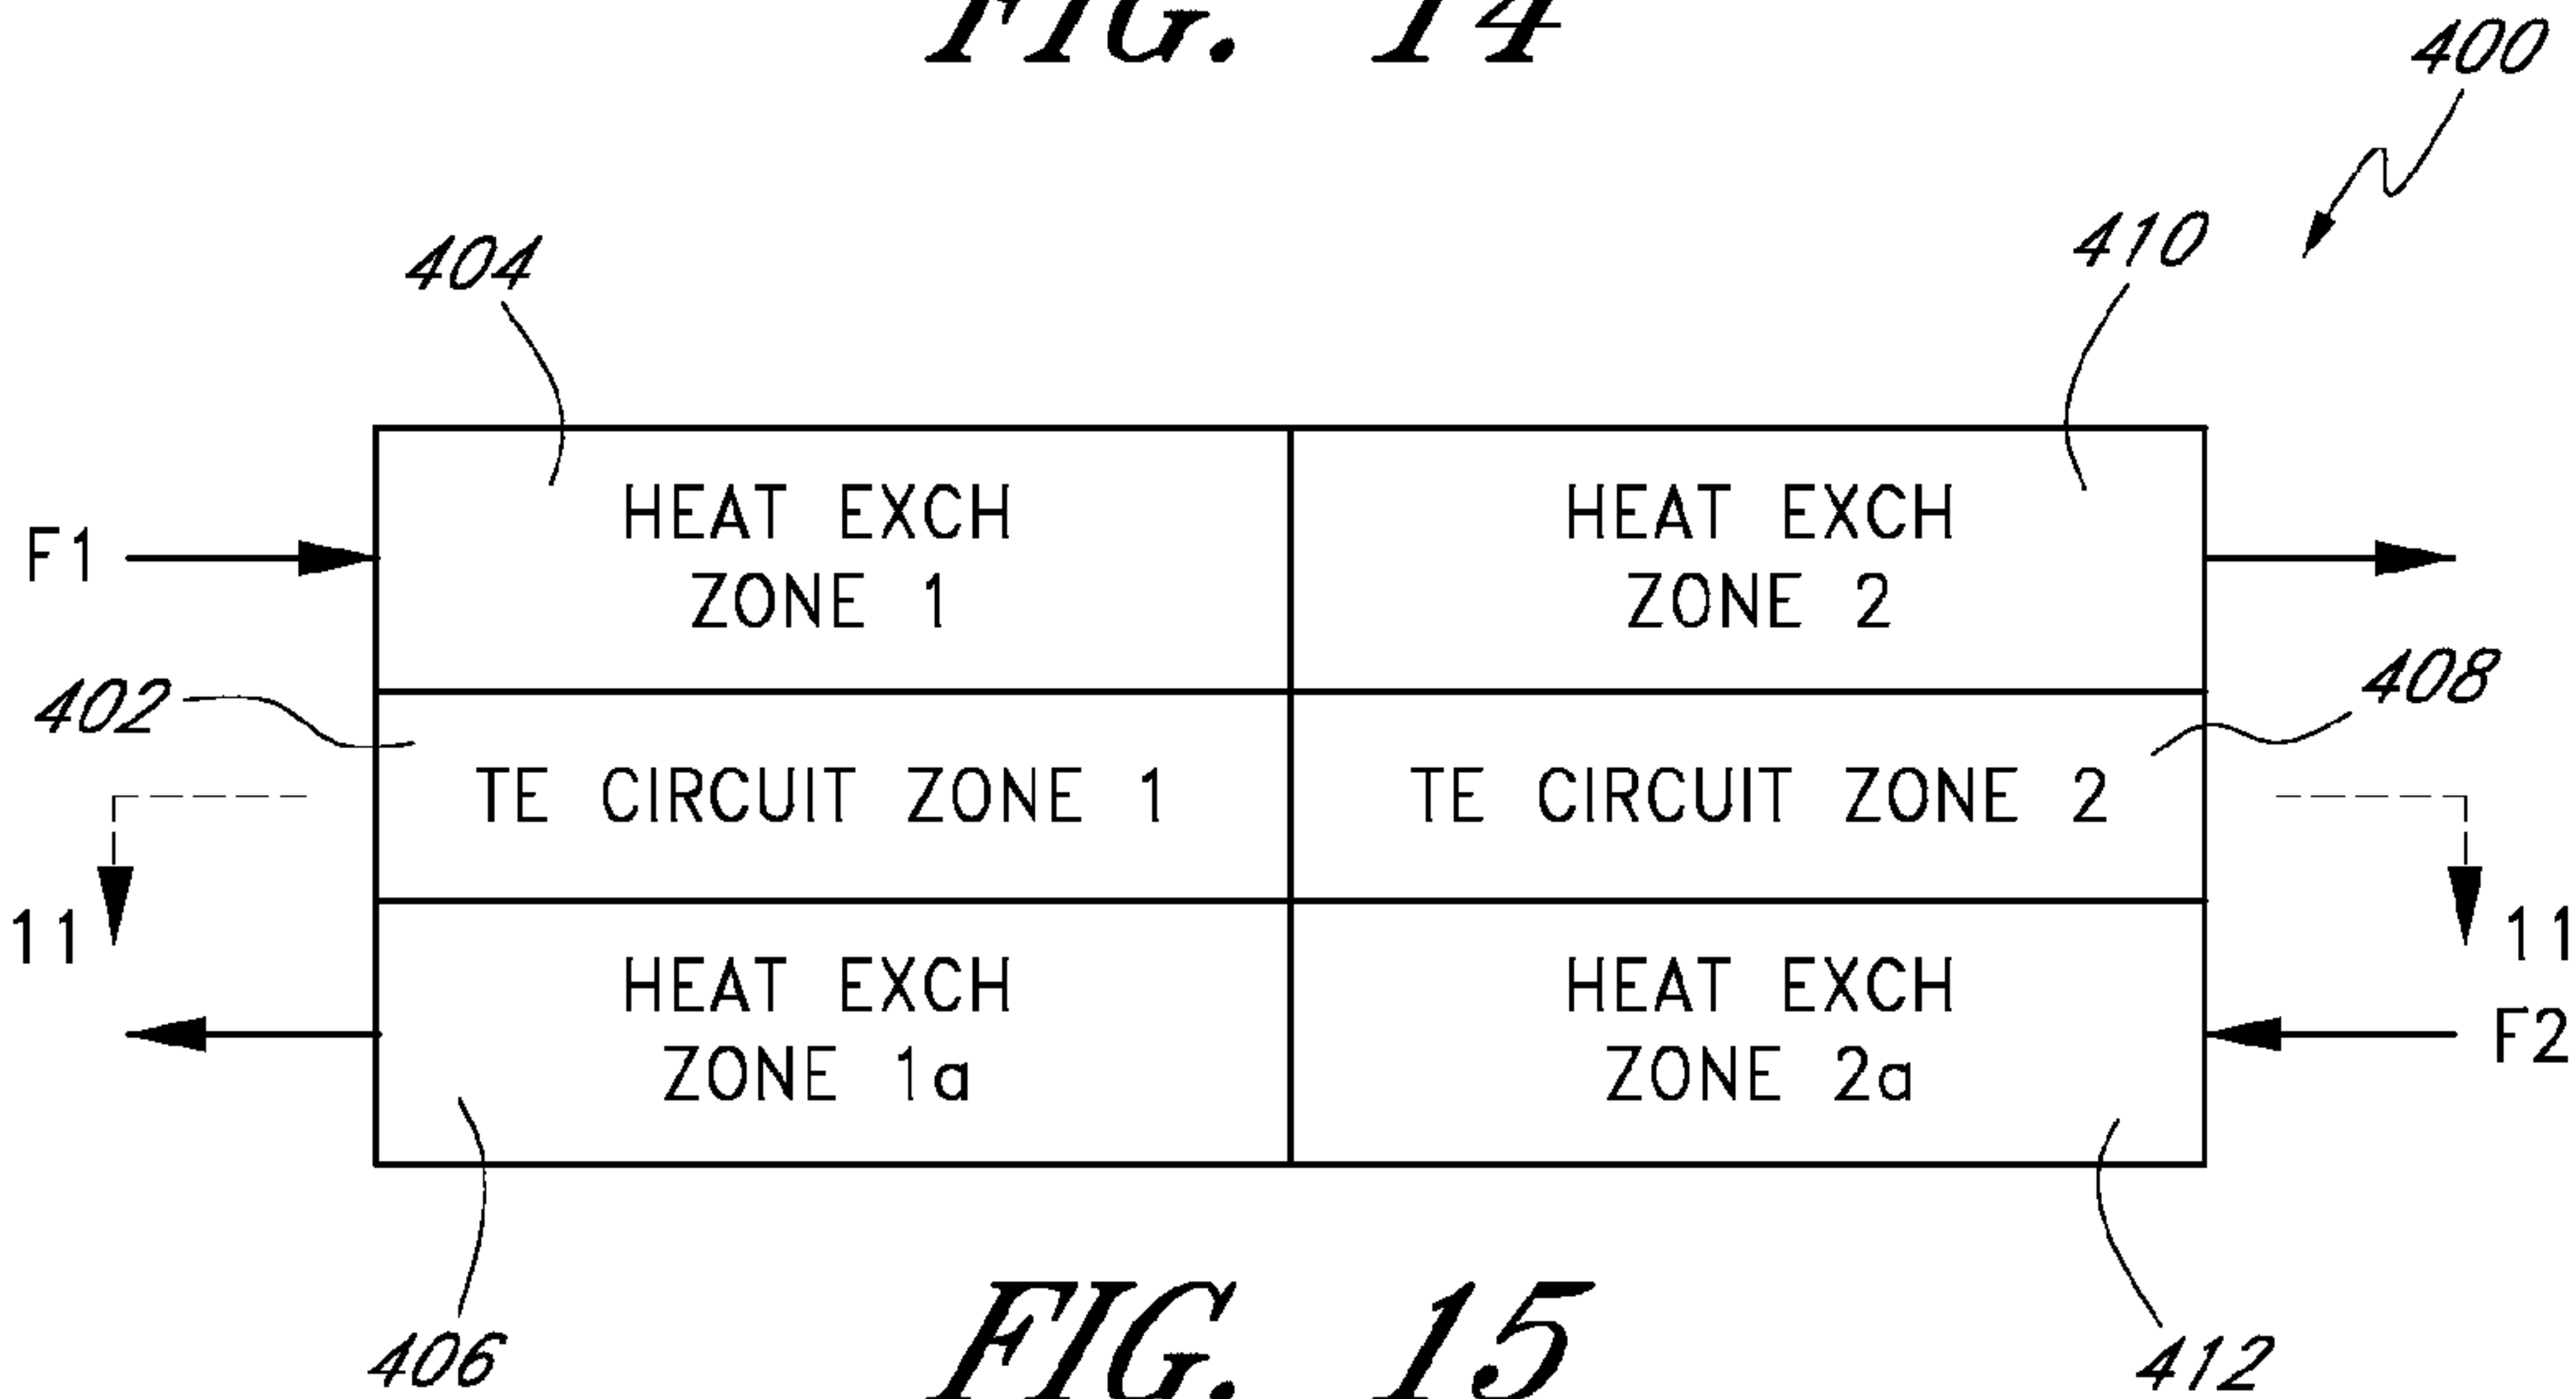 FIG. 14
400
404
410
HEAT EXCH
ZONE 1
HEAT EXCH
ZONE 2
F1
402
408
TE CIRCUIT ZONE 1
TE CIRCUIT ZONE 2
11
11
HEAT EXCH
ZONE 1a
HEAT EXCH
ZONE 2a
F2
406
412
FIG. 15